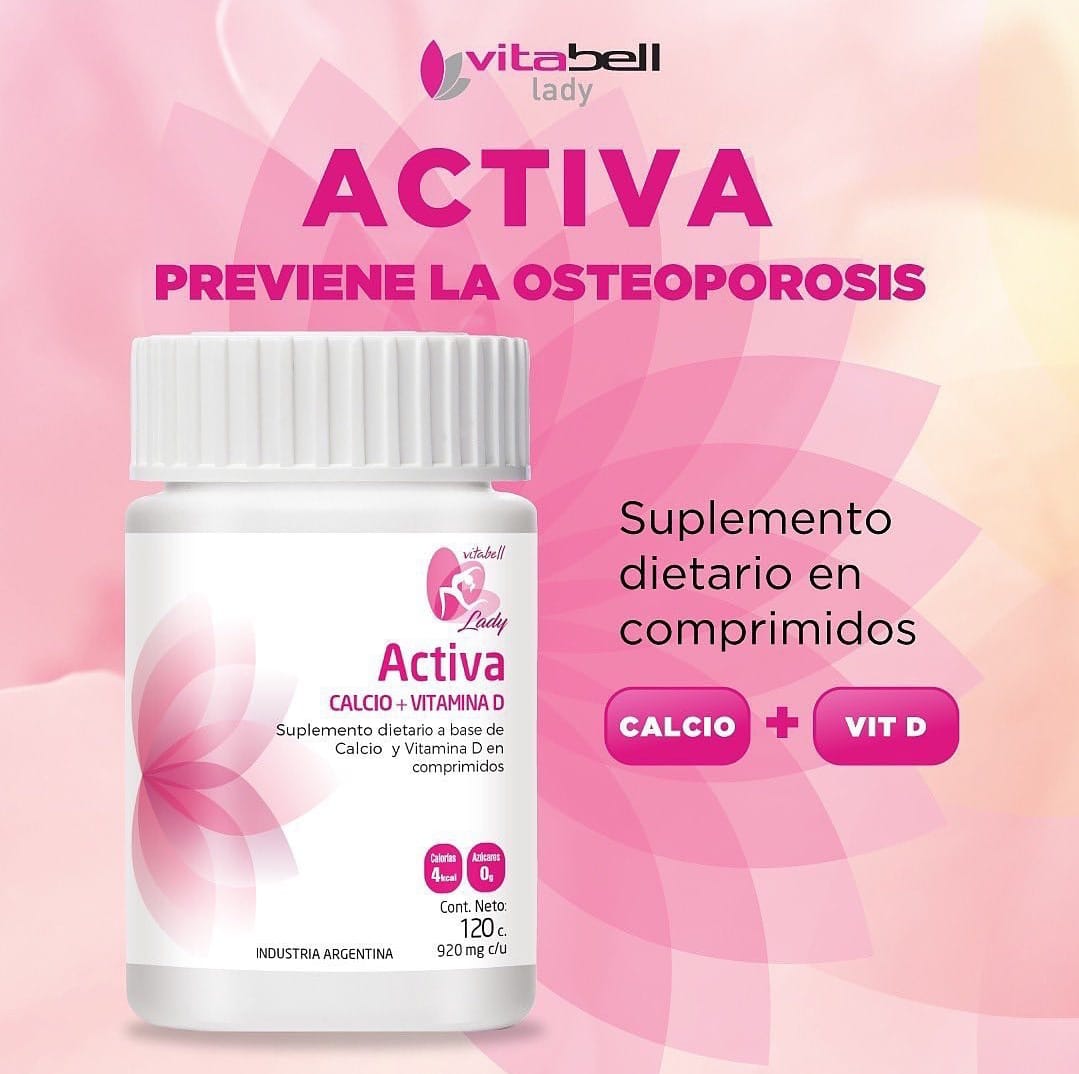 vitabell
lady
ACTIVA
PREVIENE LA OSTEOPOROSIS
Suplemento
dietario en
comprimidos
CALCIO + VIT D
vitabell
Lady
Activa
CALCIO + VITAMINA D
Suplemento dietario a base de
Calcio y Vitamina D en
comprimidos
Calorías
4kcal
Azúcares
0g
Cont. Neto:
120 c.
920 mg c/u
INDUSTRIA ARGENTINA